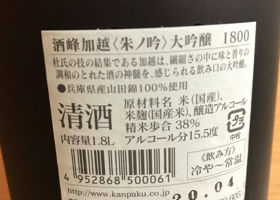 酒峰加越〈朱ノ吟〉大吟醸 1800
杜氏の技の結集である加越は、繊細さの中に味と香りの
調和のとれた酒の神髄を、感じられる飲み口の大吟醸。
●兵庫県産山田錦100%使用
清酒
内容量1.8L
原材料名 米(国産)、
米麹(国産米)、醸造アルコール
精米歩合 38%
アルコール分15.5度
中栓
〈飲み方〉
冷や〜常温
4 952868 500061
http://www.kanpaku.co.jp
20.04